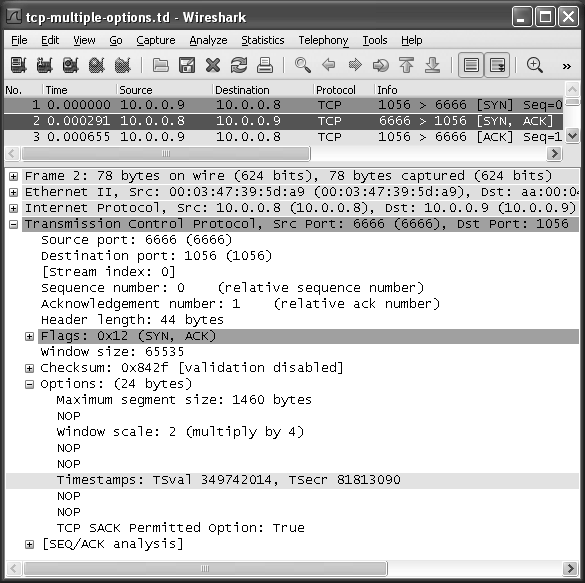 tcp-multiple-options.td - Wireshark
File Edit View Go Capture Analyze Statistics Telephony Tools Help
»
No. Time Source Destination Protocol Info
1 0.000000 10.0.0.9 10.0.0.8 TCP 1056 > 6666 [SYN] Seq=0
2 0.000291 10.0.0.8 10.0.0.9 TCP 6666 > 1056 [SYN, ACK]
3 0.000655 10.0.0.9 10.0.0.8 TCP 1056 > 6666 [ACK] Seq=1
Frame 2: 78 bytes on wire (624 bits), 78 bytes captured (624 bits)
Ethernet II, Src: 00:03:47:39:5d:a9 (00:03:47:39:5d:a9), Dst: aa:00:04
Internet Protocol, Src: 10.0.0.8 (10.0.0.8), Dst: 10.0.0.9 (10.0.0.9)
Transmission Control Protocol, Src Port: 6666 (6666), Dst Port: 1056
Source port: 6666 (6666)
Destination port: 1056 (1056)
[Stream index: 0]
Sequence number: 0 (relative sequence number)
Acknowledgement number: 1 (relative ack number)
Header length: 44 bytes
Flags: 0x12 (SYN, ACK)
Window size: 65535
Checksum: 0x842f [validation disabled]
Options: (24 bytes)
Maximum segment size: 1460 bytes
NOP
Window scale: 2 (multiply by 4)
NOP
NOP
Timestamps: TSval 349742014, TSecr 81813090
NOP
NOP
TCP SACK Permitted Option: True
[SEQ/ACK analysis]